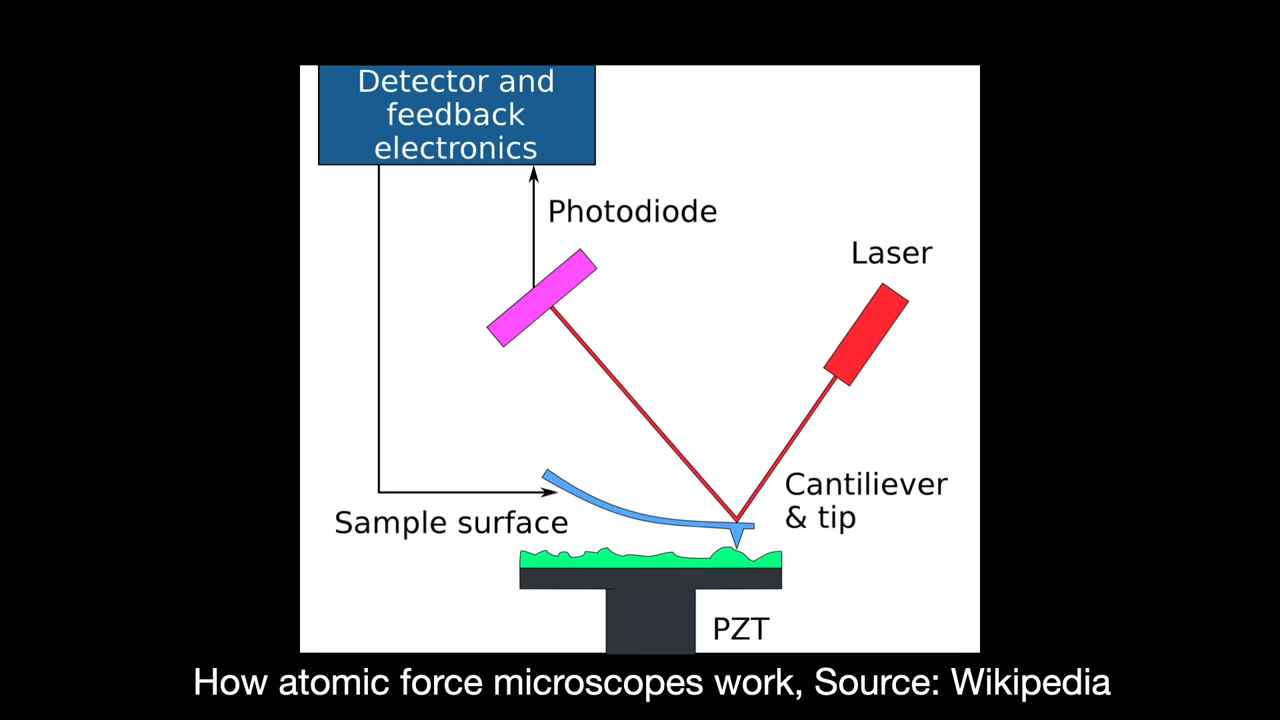 Detector and
feedback
electronics
Photodiode
Laser
Cantiliever
& tip
Sample surface
PZT
How atomic force microscopes work, Source: Wikipedia